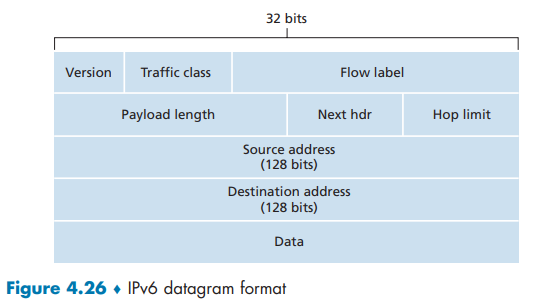 32 bits
Version Traffic class Flow label
Payload length Next hdr Hop limit
Source address
(128 bits)
Destination address
(128 bits)
Data
Figure 4.26 ♦ IPv6 datagram format